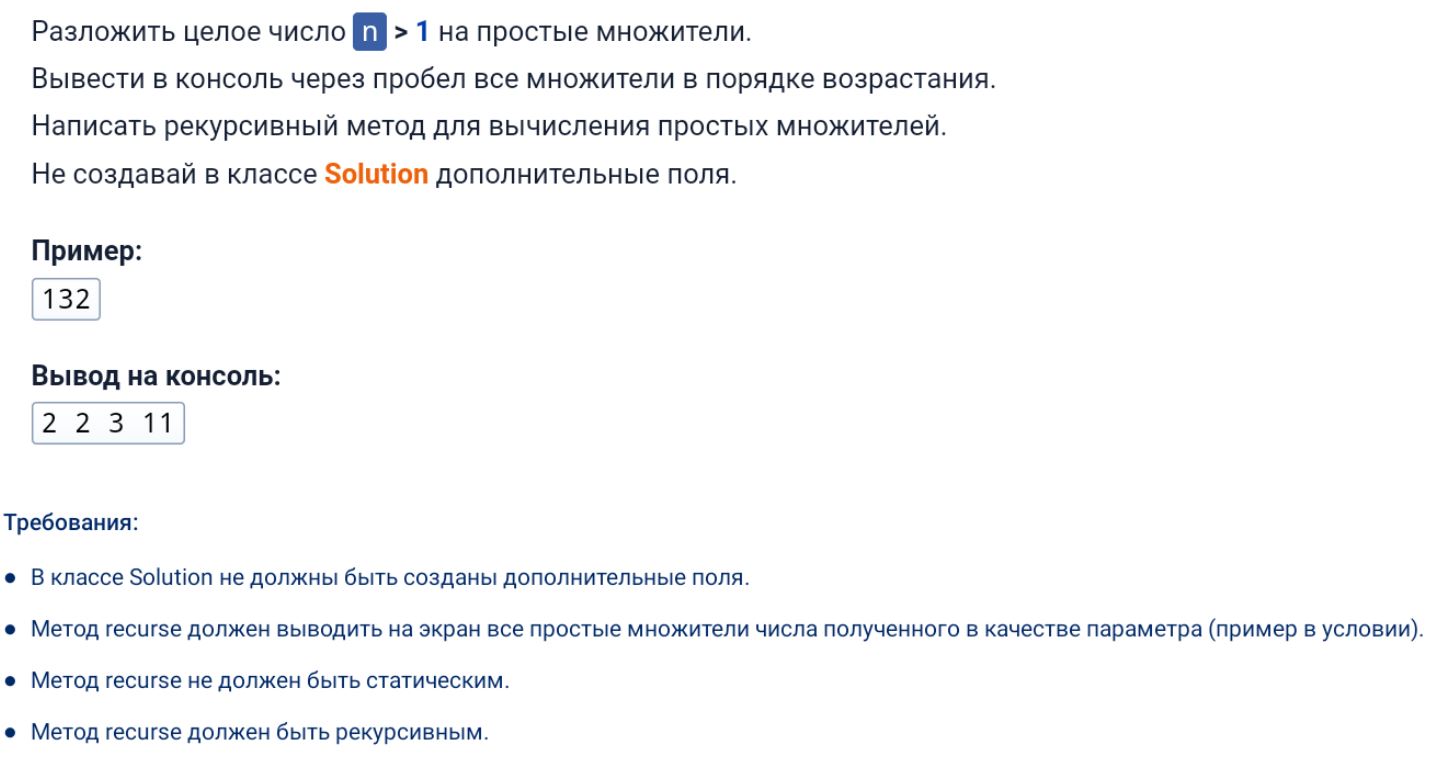 Разложить целое число n > 1 на простые множители.
Вывести в консоль через пробел все множители в порядке возрастания.
Написать рекурсивный метод для вычисления простых множителей.
Не создавай в классе Solution дополнительные поля.
Пример:
132
Вывод на консоль:
2 2 3 11
Требования:
● В классе Solution не должны быть созданы дополнительные поля.
● Метод recurse должен выводить на экран все простые множители числа полученного в качестве параметра (пример в условии).
● Метод recurse не должен быть статическим.
● Метод recurse должен быть рекурсивным.